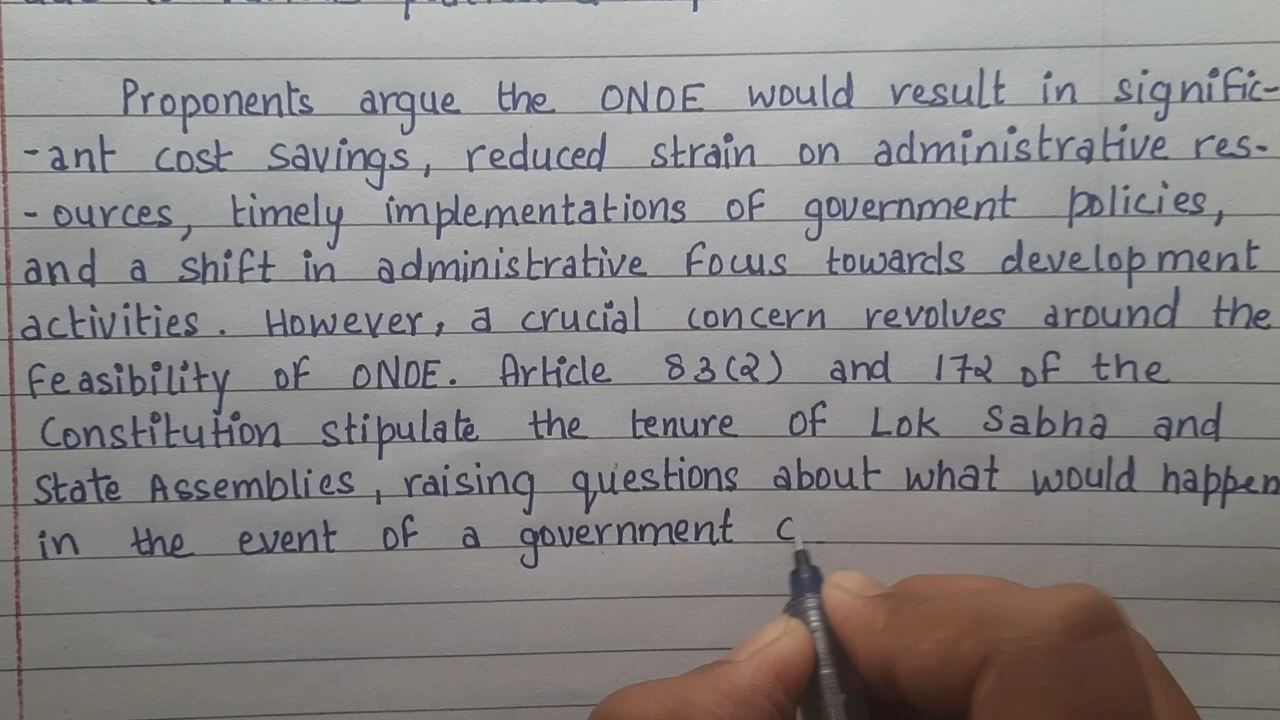 Proponents argue the ONOE would result in signific-
-ant cost savings, reduced strain on administrative res-
-ources, timely implementations of government policies,
and a shift in administrative focus towards development
activities. However, a crucial concern revolves around the
feasibility of ONOE. Article 83(2) and 172 of the
Constitution stipulate the tenure of Lok Sabha and
State Assemblies, raising questions about what would happen
in the event of a government c